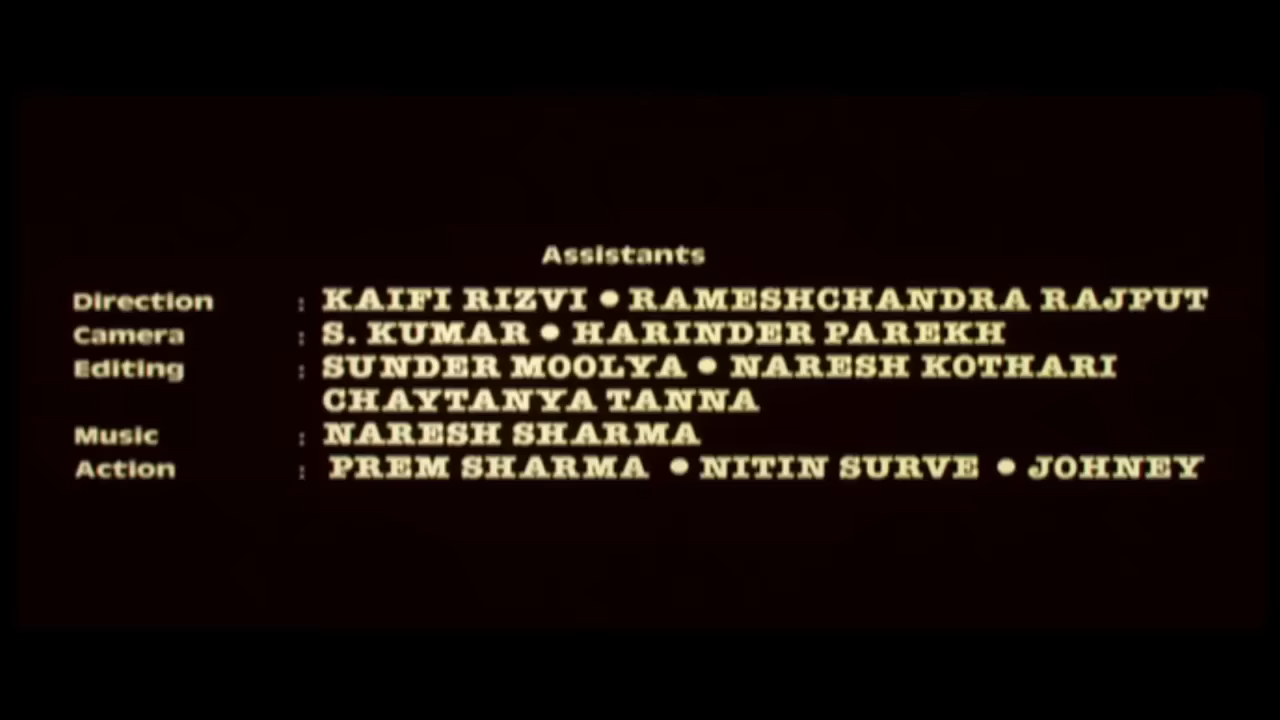 Assistants
Direction : KAIFI RIZVI • RAMESHCHANDRA RAJPUT
Camera : S. KUMAR • HARINDER PAREKH
Editing : SUNDER MOOLYA • NARESH KOTHARI
CHAYTANYA TANNA
Music : NARESH SHARMA
Action : PREM SHARMA • NITIN SURVE • JOHNEY